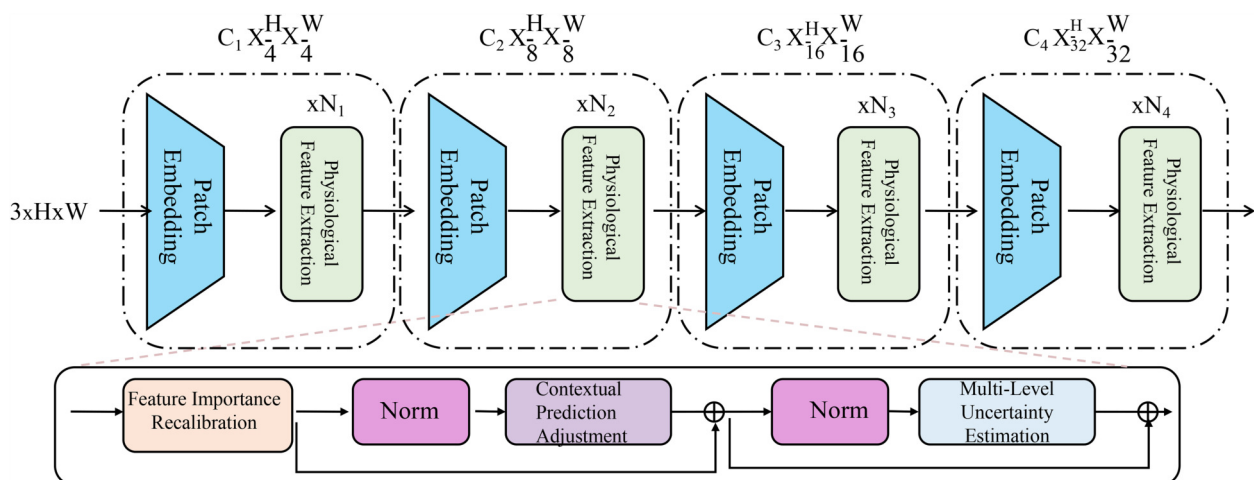 C₁ X H/4 X W/4
C₂ X H/8 X W/8
C₃ X H/16 X W/16
C₄ X H/32 X W/32
xN₁
xN₂
xN₃
xN₄
3xHxW
Patch
Embedding
Physiological
Feature Extraction
Patch
Embedding
Physiological
Feature Extraction
Patch
Embedding
Physiological
Feature Extraction
Patch
Embedding
Physiological
Feature Extraction
Feature Importance
Recalibration
Norm
Contextual
Prediction
Adjustment
Norm
Multi-Level
Uncertainty
Estimation